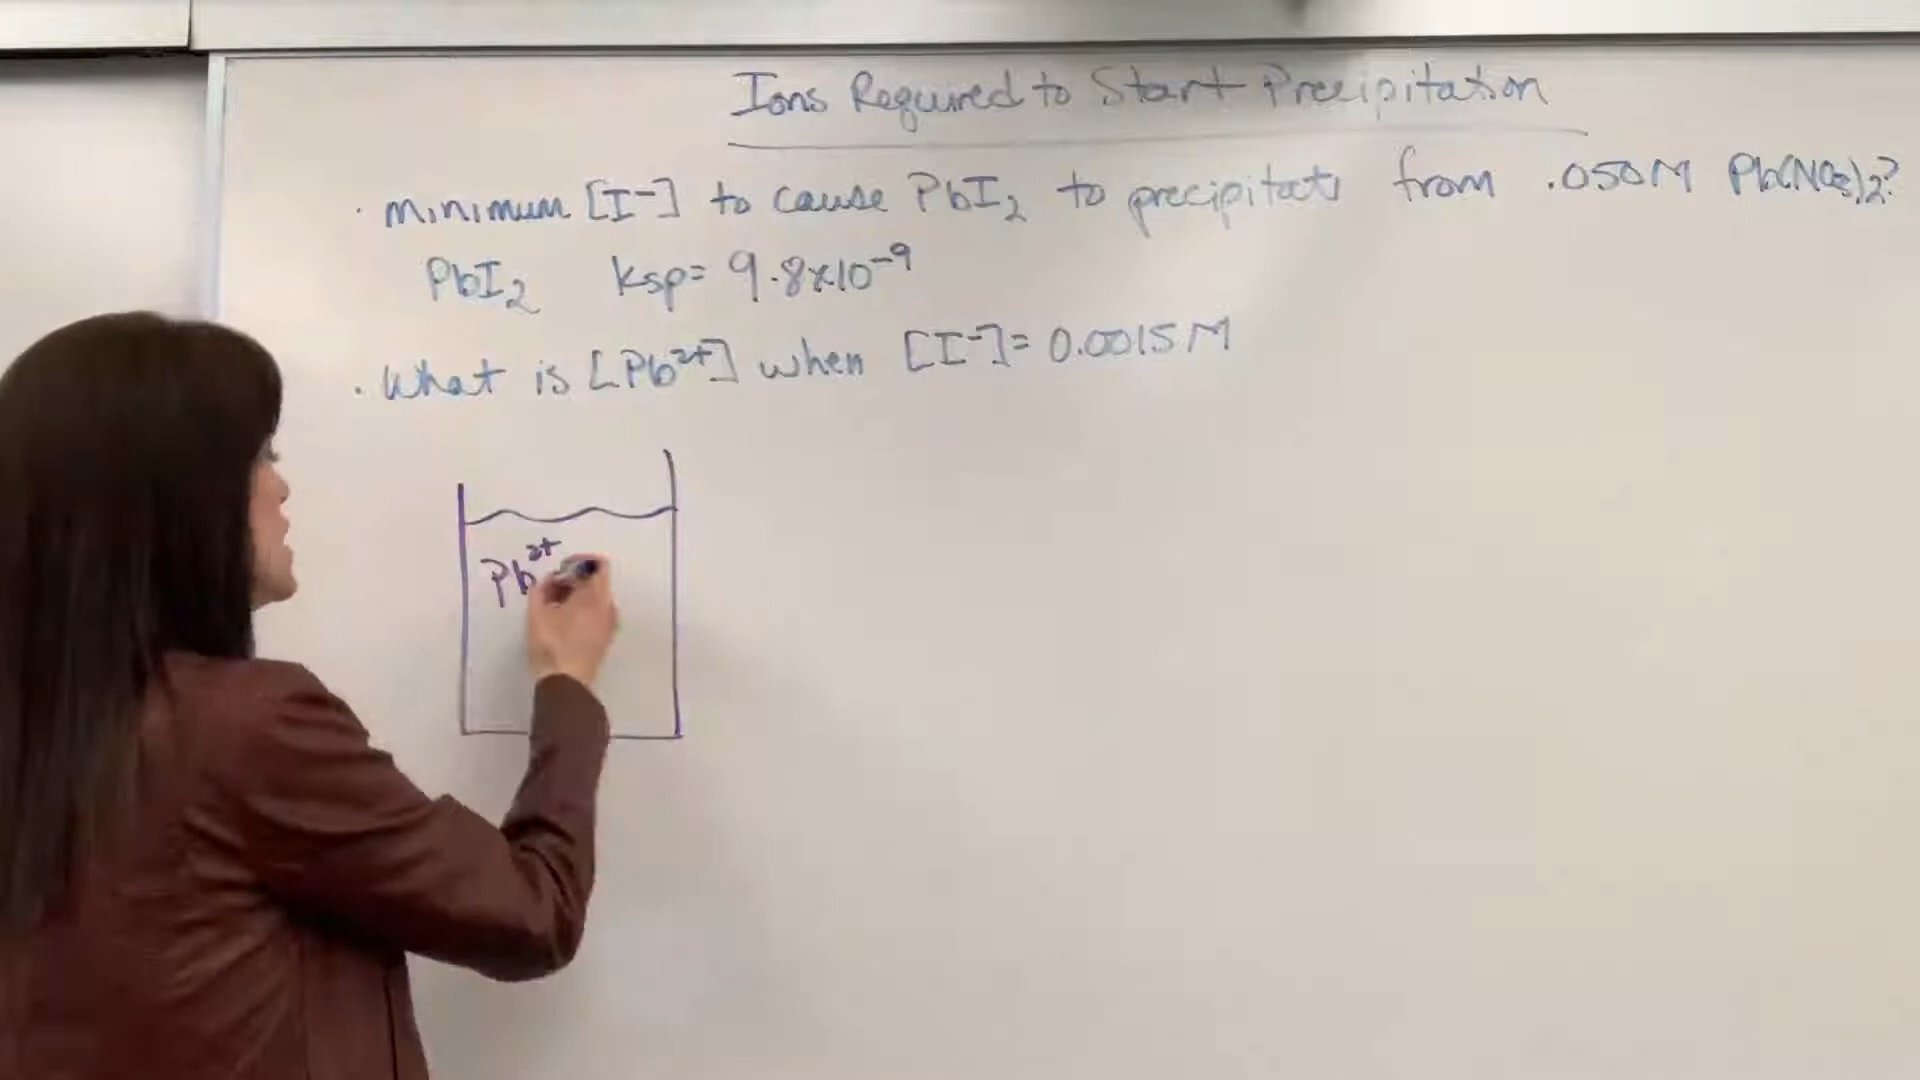 Ions Required to Start Precipitation
· minimum [I⁻] to cause PbI₂ to precipitate from .050M Pb(NO₃)₂?
PbI₂ ksp= 9.8x10⁻⁹
· What is [Pb²⁺] when [I⁻]= 0.0015 M
Pb²⁺